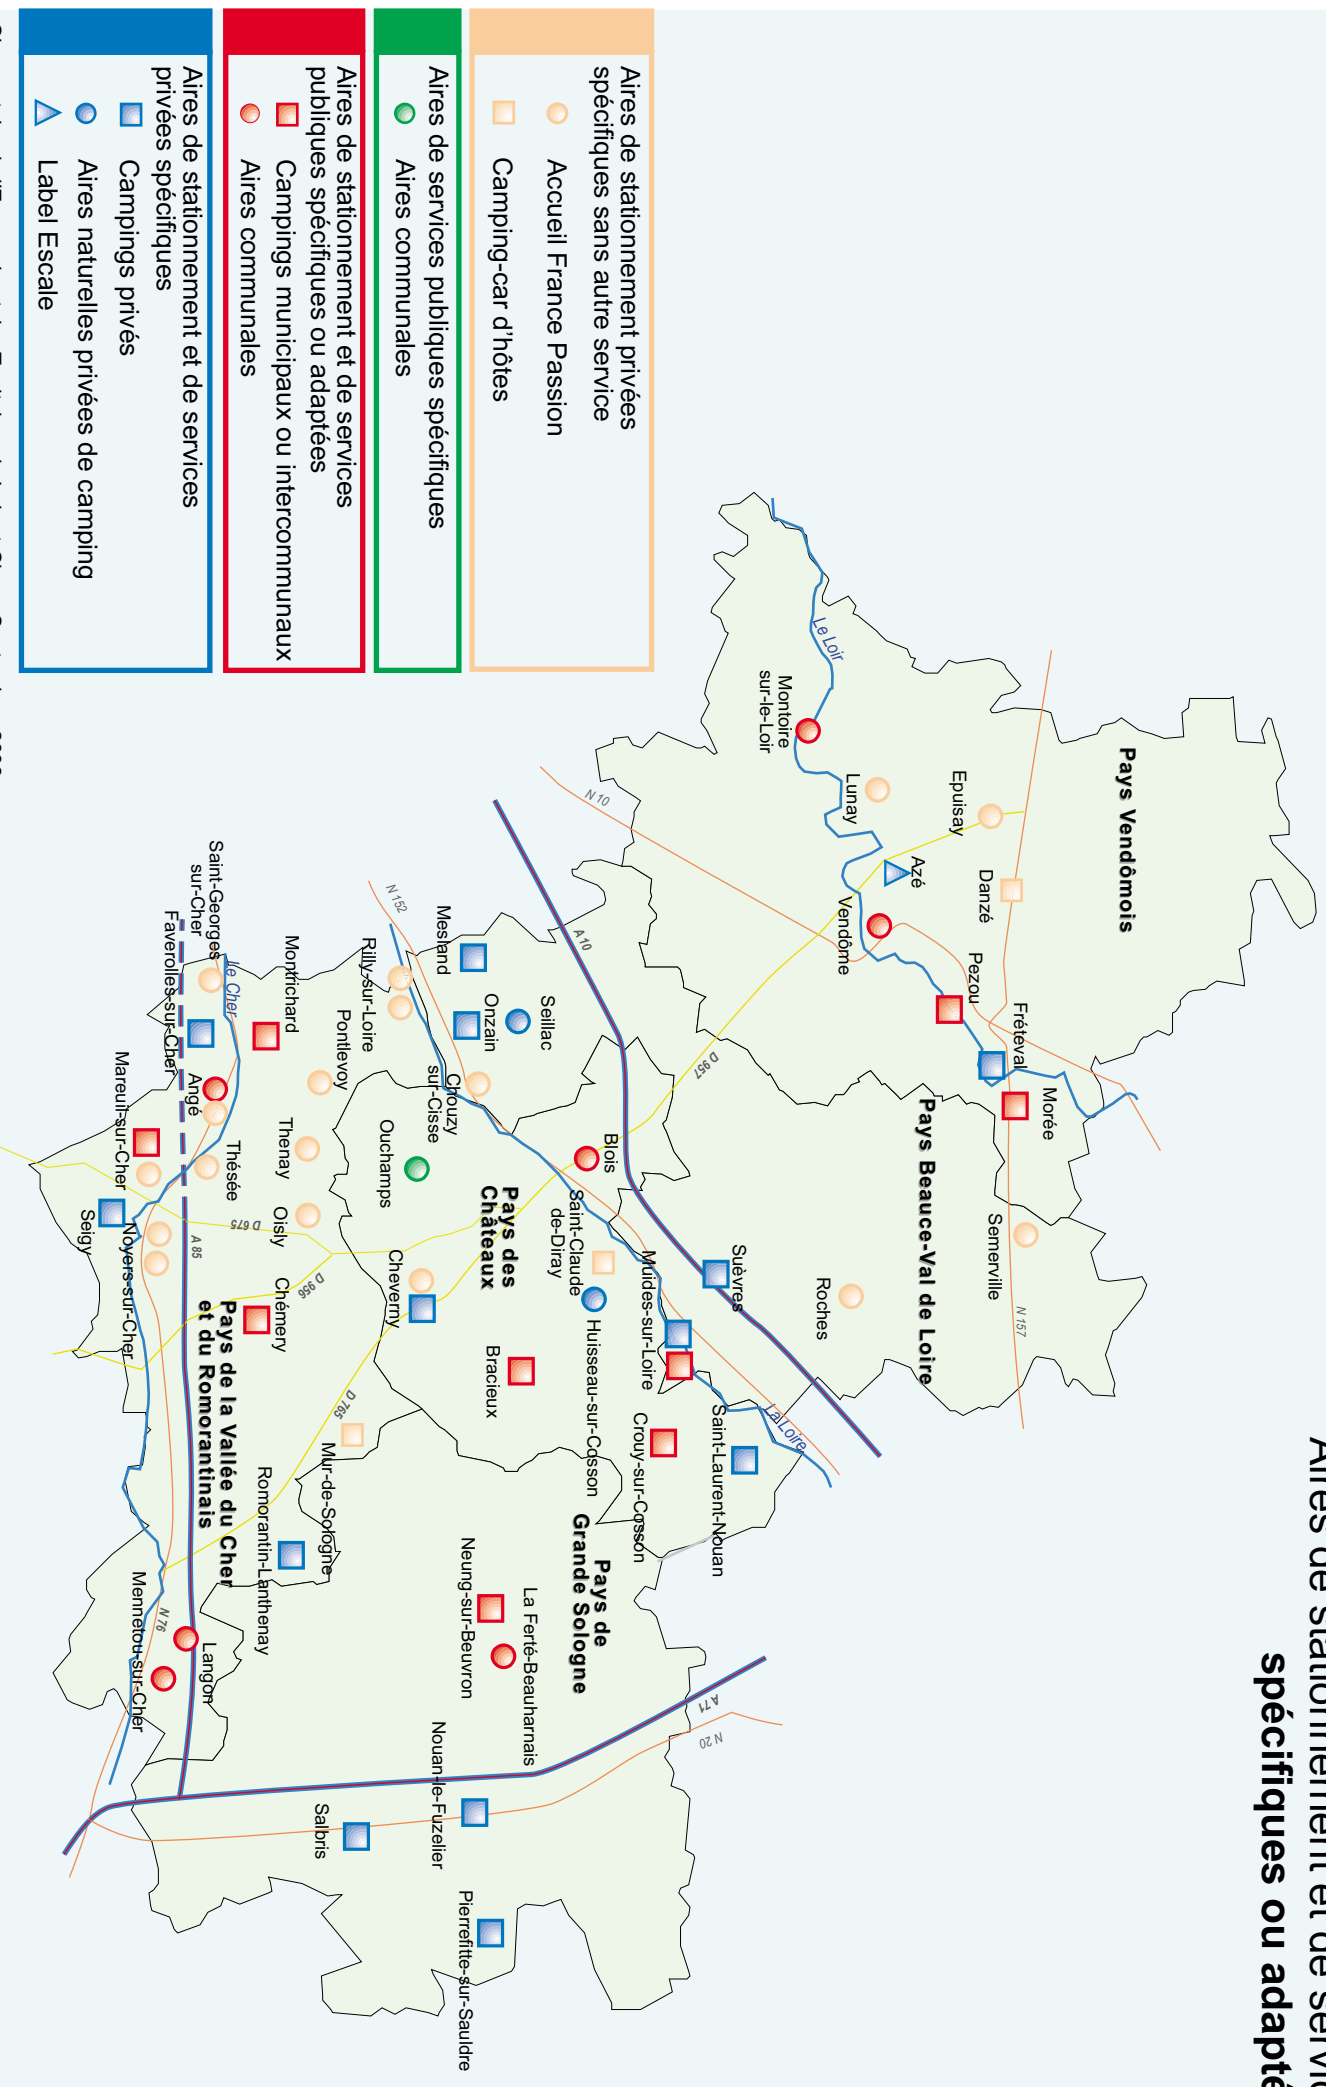 Aires de stationnement et de servic
spécifiques ou adapté
Pays Vendômois
Le Loir
Montoire
sur-le-Loir
Lunay
Epuisay
Azé
Danzé
Vendôme
Pezou
Fréteval
Morée
N 10
D 957
Pays Beauce-Val de Loire
Semerville
N 157
Roches
Suèvres
A 10
Blois
Saint-Claude
de-Diray
Muides-sur-Loire
Huisseau-sur-Cosson
La Loire
Saint-Laurent-Nouan
Crouy-sur-Cosson
Mesland
Onzain
Seillac
N 152
Rilly-sur-Loire
Chouzy
sur-Cisse
Ouchamps
Pays des
Châteaux
Cheverny
Bracieux
Pontlevoy
Montrichard
Saint-Georges
sur-Cher
le Cher
Faverolles-sur-Cher
Angé
Mareuil-sur-Cher
Thésée
Thenay
Oisly
D 675
A 85
Seigy
Noyers-sur-Cher
Chémery
D 956
D 765
Pays de la Vallée du Cher
et du Romorantinais
Mur-de-Sologne
Romorantin-Lanthenay
Pays de
Grande Sologne
Neung-sur-Beuvron
La Ferté-Beauharnais
Langon
Mennetou-sur-Cher
N 76
A71
N 20
Nouan-le-Fuzelier
Salbris
Pierrefitte-sur-Sauldre
Aires de stationnement privées
spécifiques sans autre service
Accueil France Passion
Camping-car d'hôtes
Aires de services publiques spécifiques
Aires communales
Aires de stationnement et de services
publiques spécifiques ou adaptées
Campings municipaux ou intercommunaux
Aires communales
Aires de stationnement et de services
privées spécifiques
Campings privés
Aires naturelles privées de camping
Label Escale